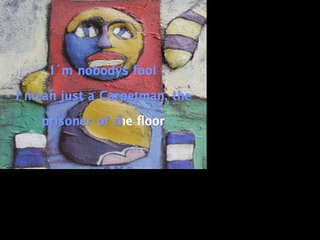 I´m nobodys fool
I mean just a Carpetman, the
prisoner of the floor